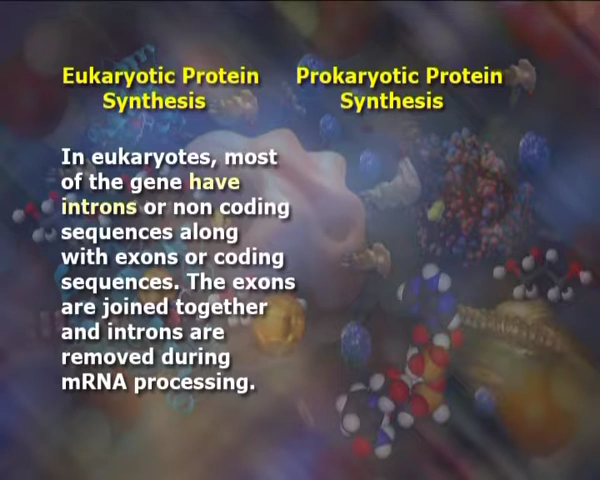 Eukaryotic Protein
Synthesis
Prokaryotic Protein
Synthesis
In eukaryotes, most
of the gene have
introns or non coding
sequences along
with exons or coding
sequences. The exons
are joined together
and introns are
removed during
mRNA processing.